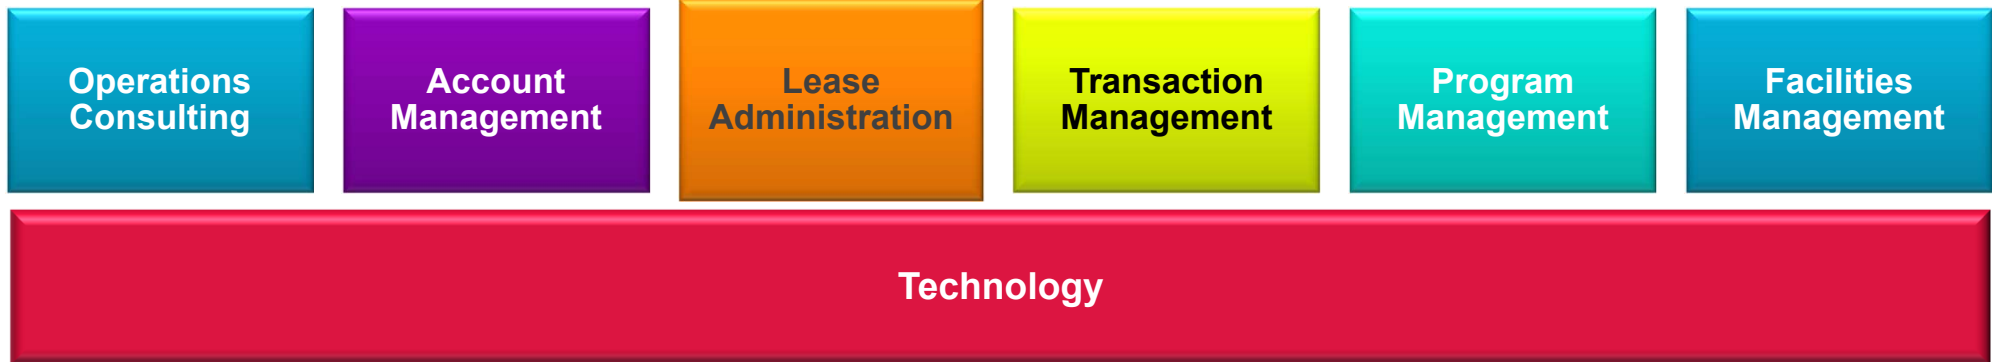 Operations
Consulting
Account
Management
Lease
Administration
Transaction
Management
Program
Management
Facilities
Management
Technology